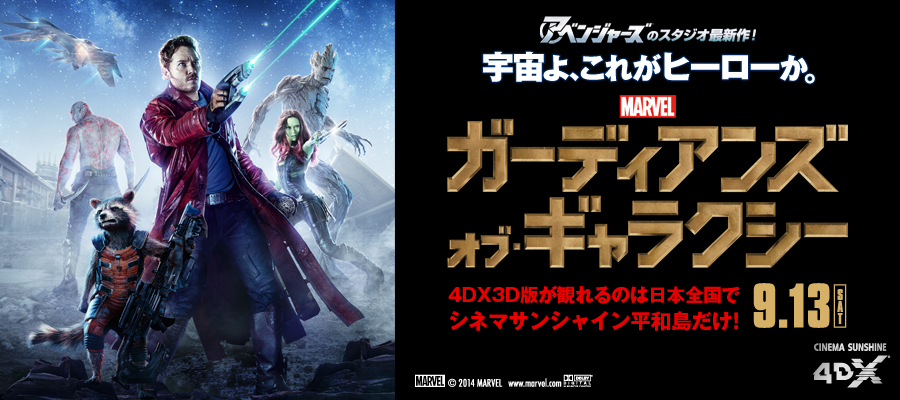 アベンジャーズのスタジオ最新作!
宇宙よ、これがヒーローか。
MARVEL
ガーディアンズ
オブ・ギャラクシー
4DX3D版が観れるのは日本全国で
シネマサンシャイン平和島だけ!
9.13 SAT
CINEMA SUNSHINE
4DX
MARVEL © 2014 MARVEL www.marvel.com DOLBY DIGITAL